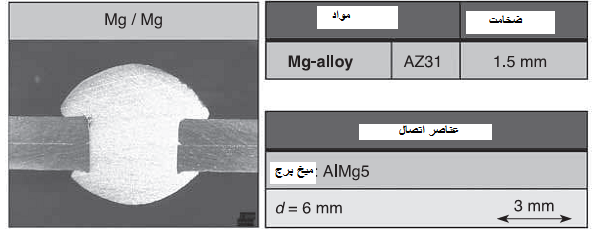 Mg / Mg
مواد
ضخامت
Mg-alloy
AZ31
1.5 mm
عناصر اتصال
میخ پرچ : AlMg5
d = 6 mm
3 mm